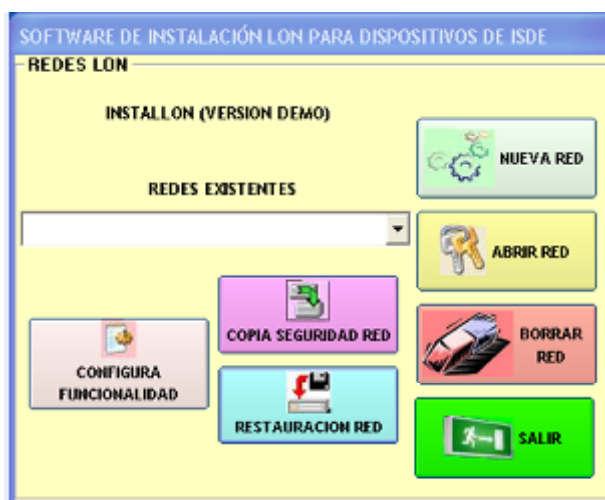 SOFTWARE DE INSTALACIÓN LON PARA DISPOSITIVOS DE ISDE
REDES LON
INSTALLON (VERSION DEMO)
NUEVA RED
REDES EXISTENTES
ABRIR RED
COPIA SEGURIDAD RED
BORRAR
RED
CONFIGURA
FUNCIONALIDAD
RESTAURACION RED
SALIR